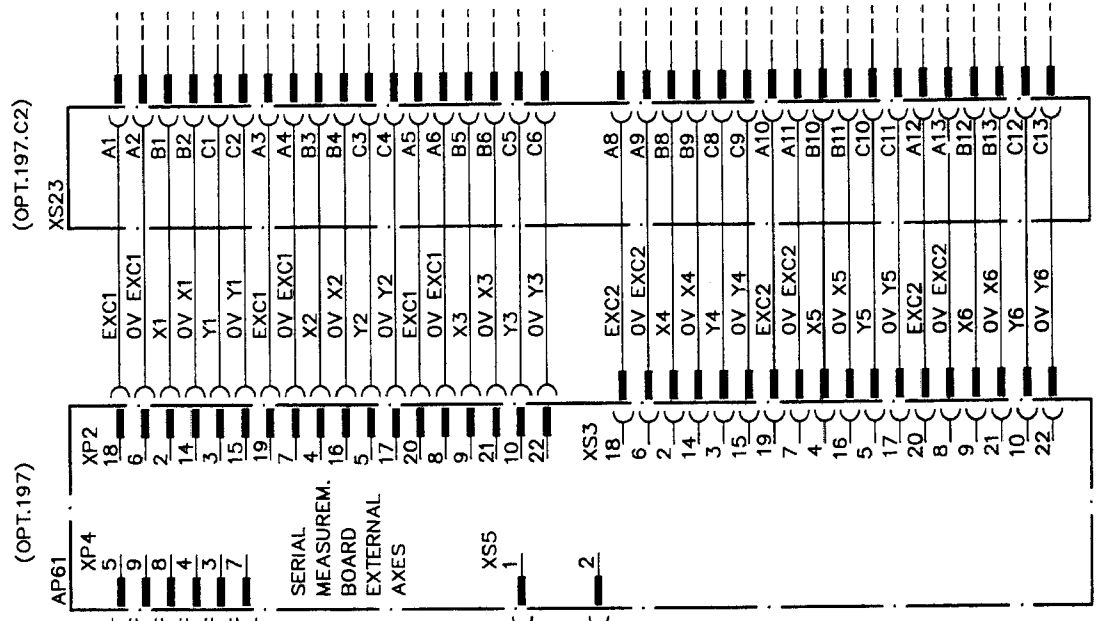 (OPT.197.C2)
XS23
A1
A2
B1
B2
C1
C2
A3
A4
B3
B4
C3
C4
A5
A6
B5
B6
C5
C6
A8
A9
B8
B9
C8
C9
A10
A11
B10
B11
C10
C11
A12
A13
B12
B13
C12
C13
EXC1
0V EXC1
X1
0V X1
Y1
0V Y1
EXC1
0V EXC1
X2
0V X2
Y2
0V Y2
EXC1
0V EXC1
X3
0V X3
Y3
0V Y3
EXC2
0V EXC2
X4
0V X4
Y4
0V Y4
EXC2
0V EXC2
X5
0V X5
Y5
0V Y5
EXC2
0V EXC2
X6
0V X6
Y6
0V Y6
(OPT.197)
AP61
XP2
18
6
2
14
3
15
19
7
4
16
5
17
20
8
9
21
10
22
XS3
18
6
2
14
3
15
19
7
4
16
5
17
20
8
9
21
10
22
XP4
5
9
8
4
3
7
SERIAL
MEASUREM.
BOARD
EXTERNAL
AXES
XS5
1
2